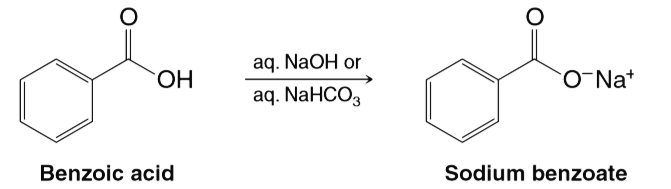 O
OH
aq. NaOH or
aq. NaHCO₃
O
O⁻Na⁺
Benzoic acid
Sodium benzoate